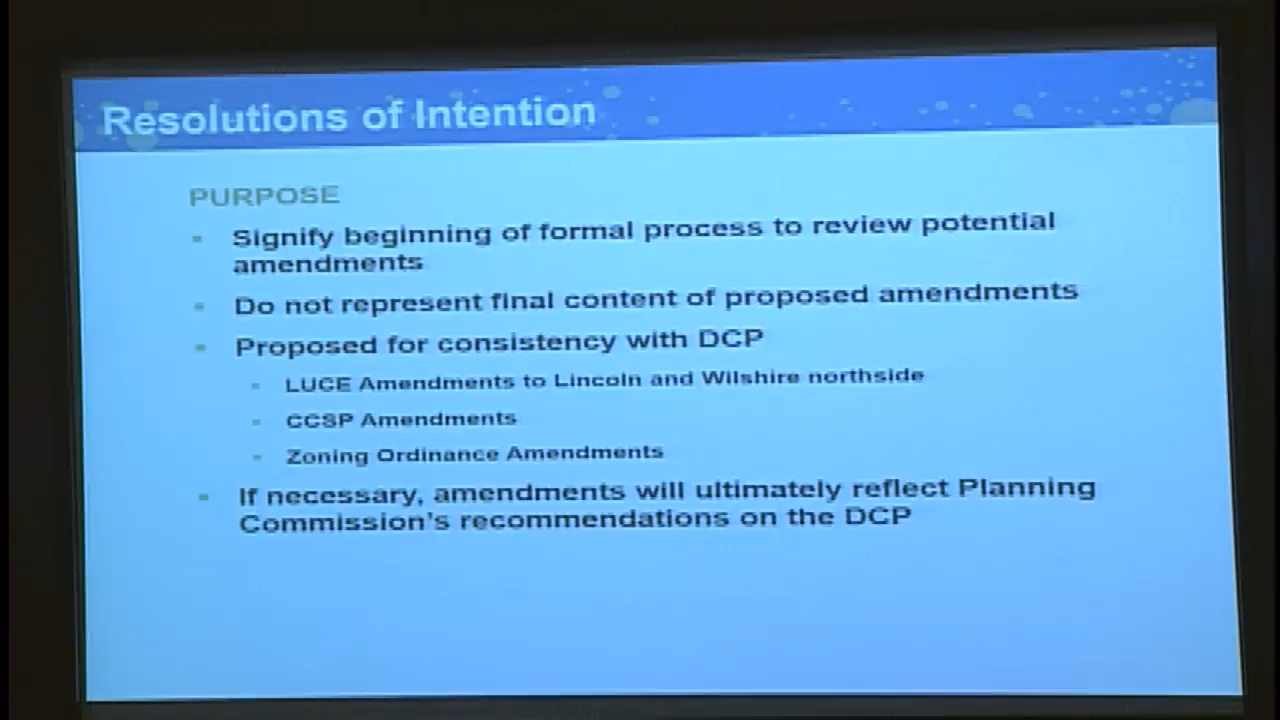 Resolutions of Intention
PURPOSE
Signify beginning of formal process to review potential
amendments
Do not represent final content of proposed amendments
Proposed for consistency with DCP
LUCE Amendments to Lincoln and Wilshire northside
CCSP Amendments
Zoning Ordinance Amendments
If necessary, amendments will ultimately reflect Planning
Commission's recommendations on the DCP